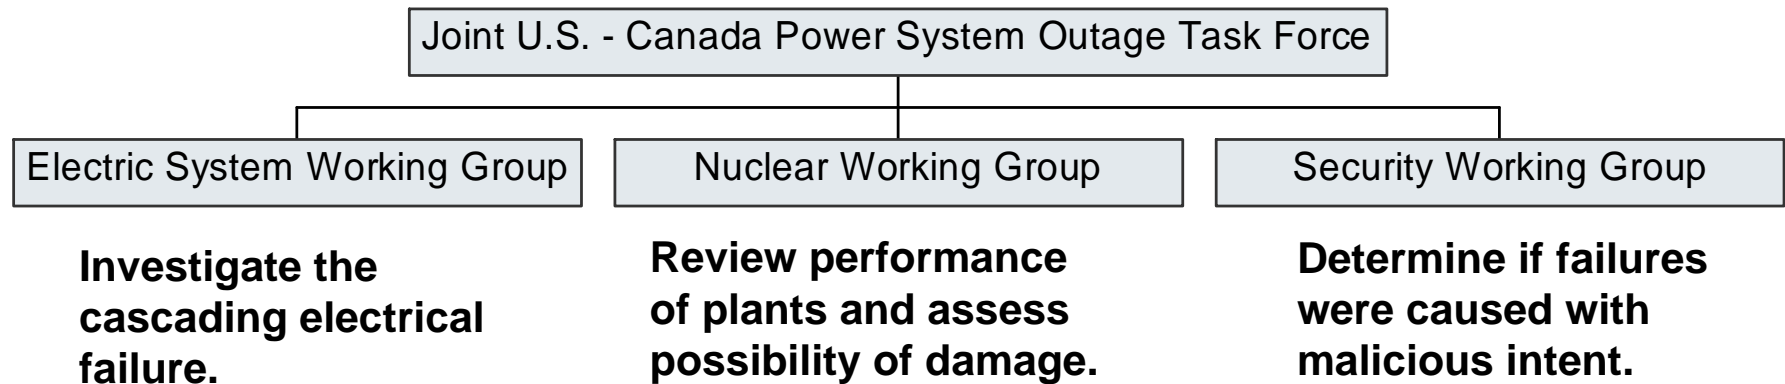 Joint U.S. - Canada Power System Outage Task Force
Electric System Working Group
Nuclear Working Group
Security Working Group
Investigate the
cascading electrical
failure.
Review performance
of plants and assess
possibility of damage.
Determine if failures
were caused with
malicious intent.